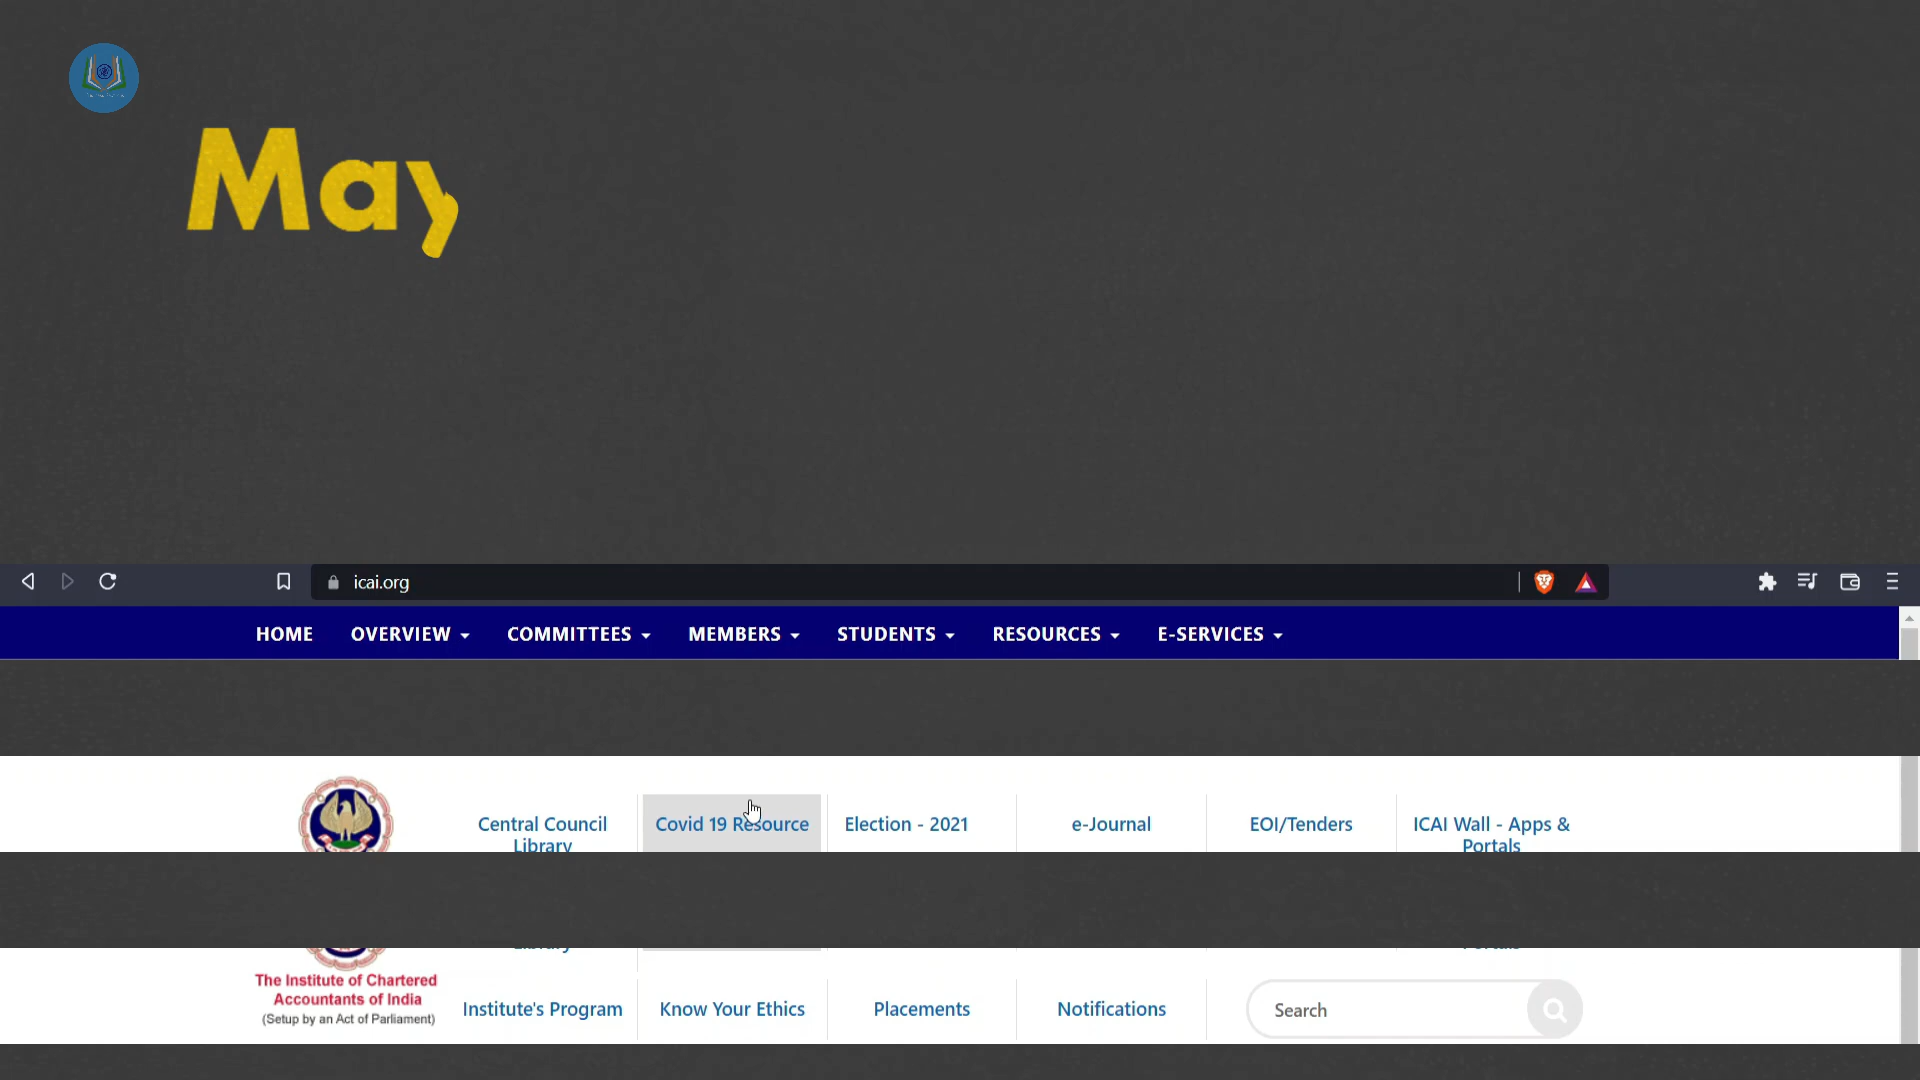 May
icai.org
HOME OVERVIEW COMMITTEES MEMBERS STUDENTS RESOURCES E-SERVICES
Central Council Library
Covid 19 Resource
Election - 2021
e-Journal
EOI/Tenders
ICAI Wall - Apps & Portals
The Institute of Chartered
Accountants of India
(Setup by an Act of Parliament)
Institute's Program
Know Your Ethics
Placements
Notifications
Search